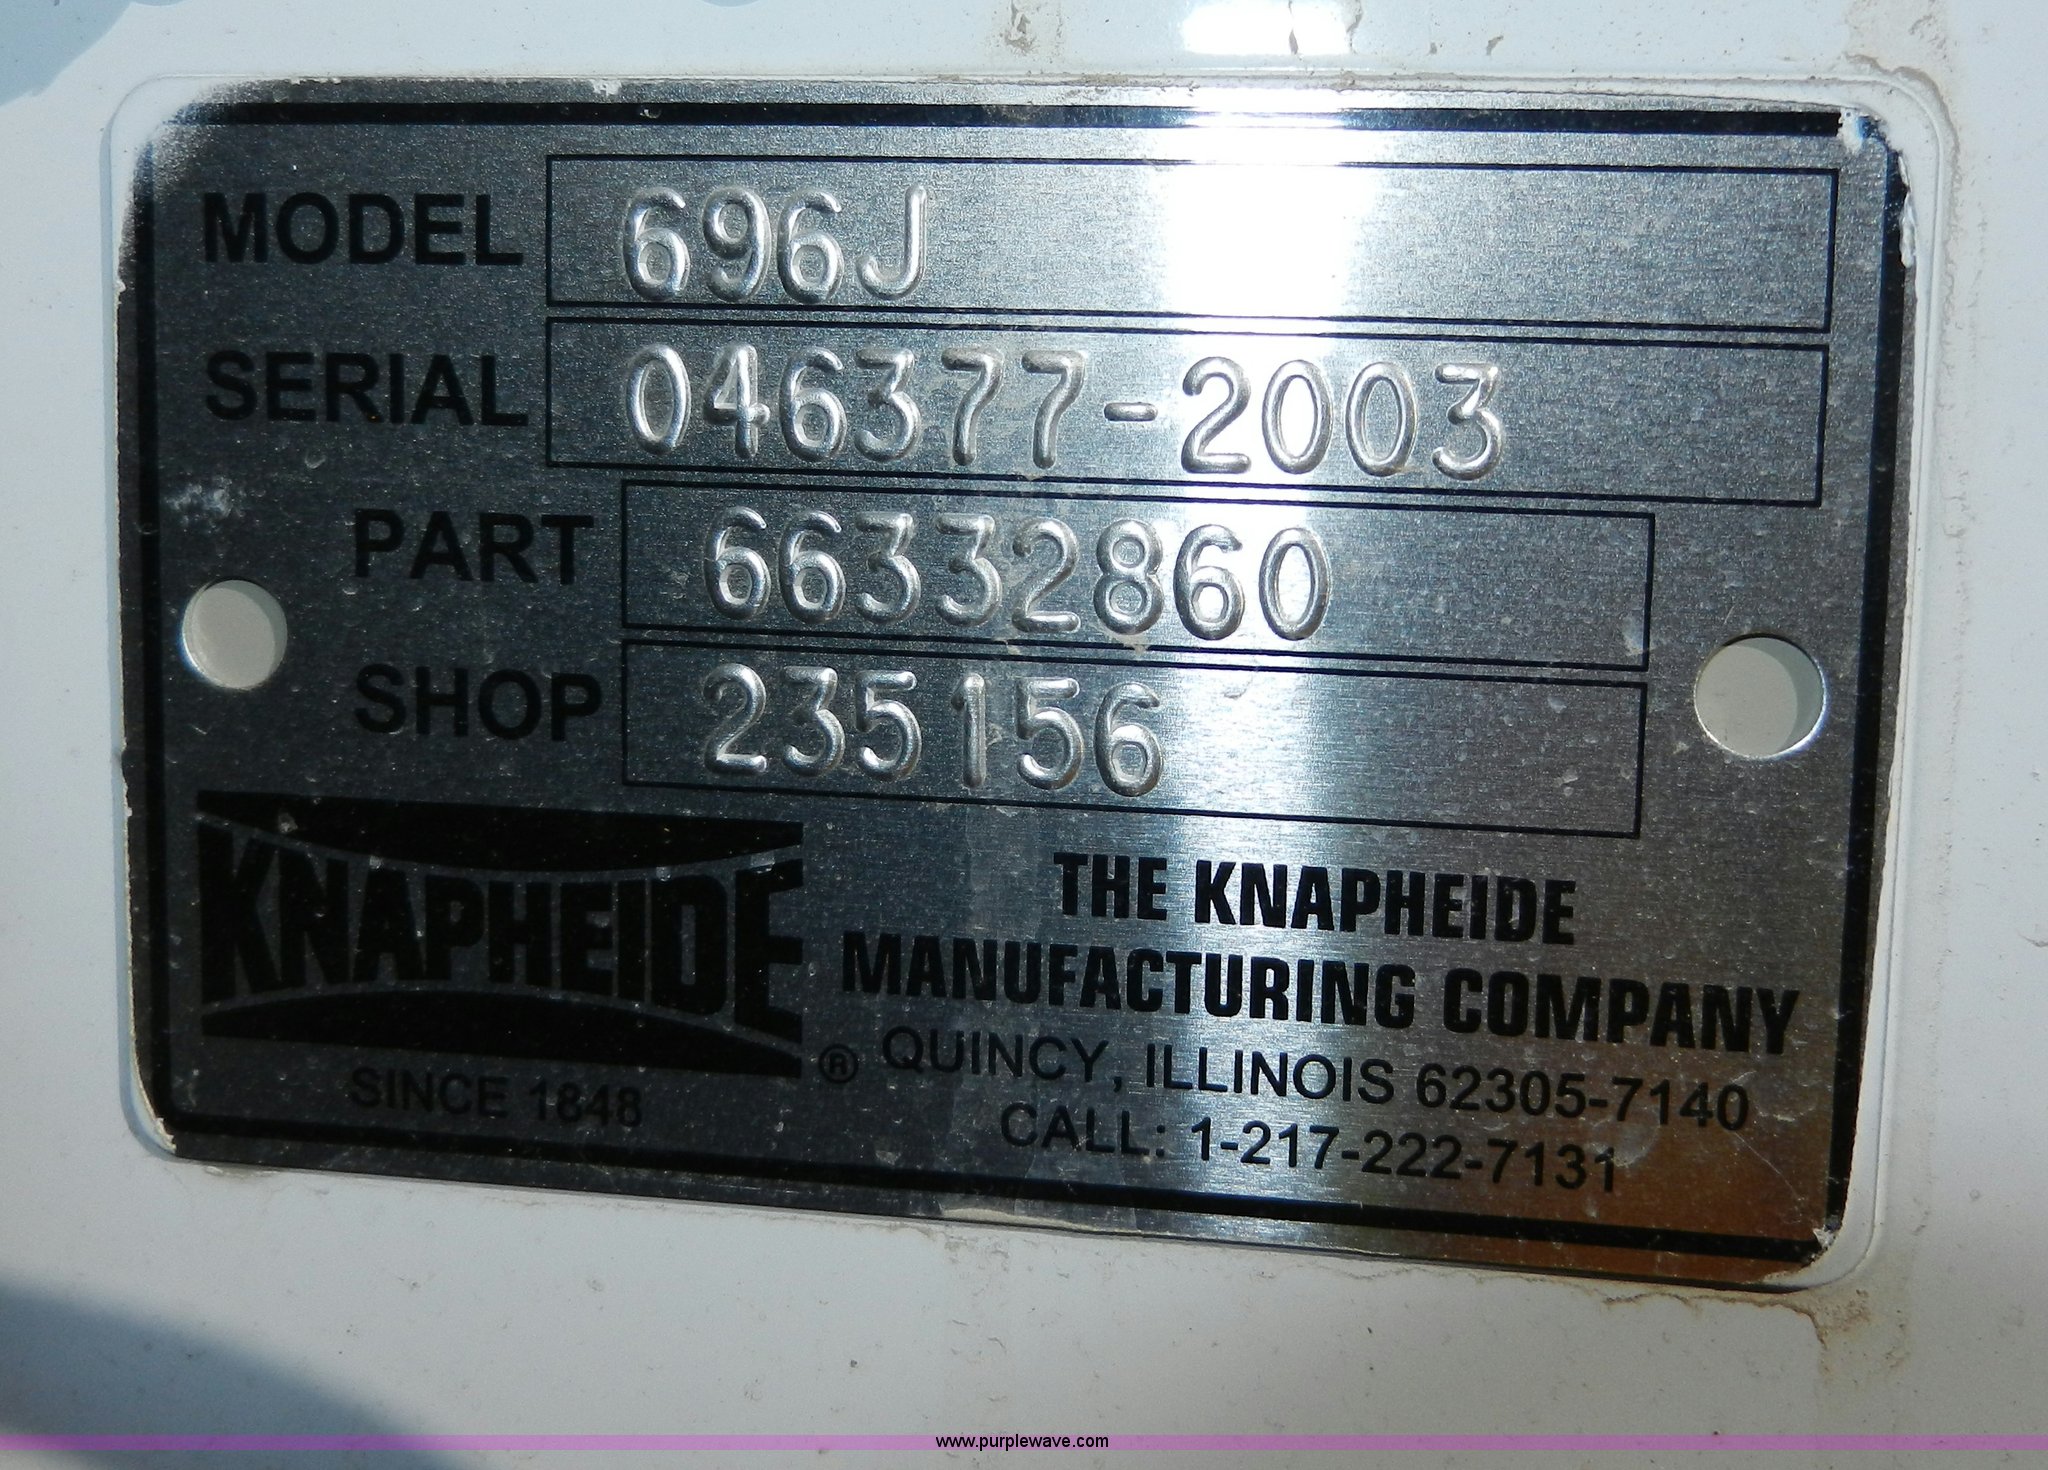 MODEL 696J
SERIAL 046377-2003
PART 66332860
SHOP 235156
KNAPHEIDE
SINCE 1848
®
THE KNAPHEIDE
MANUFACTURING COMPANY
QUINCY, ILLINOIS 62305-7140
CALL: 1-217-222-7131
www.purplewave.com